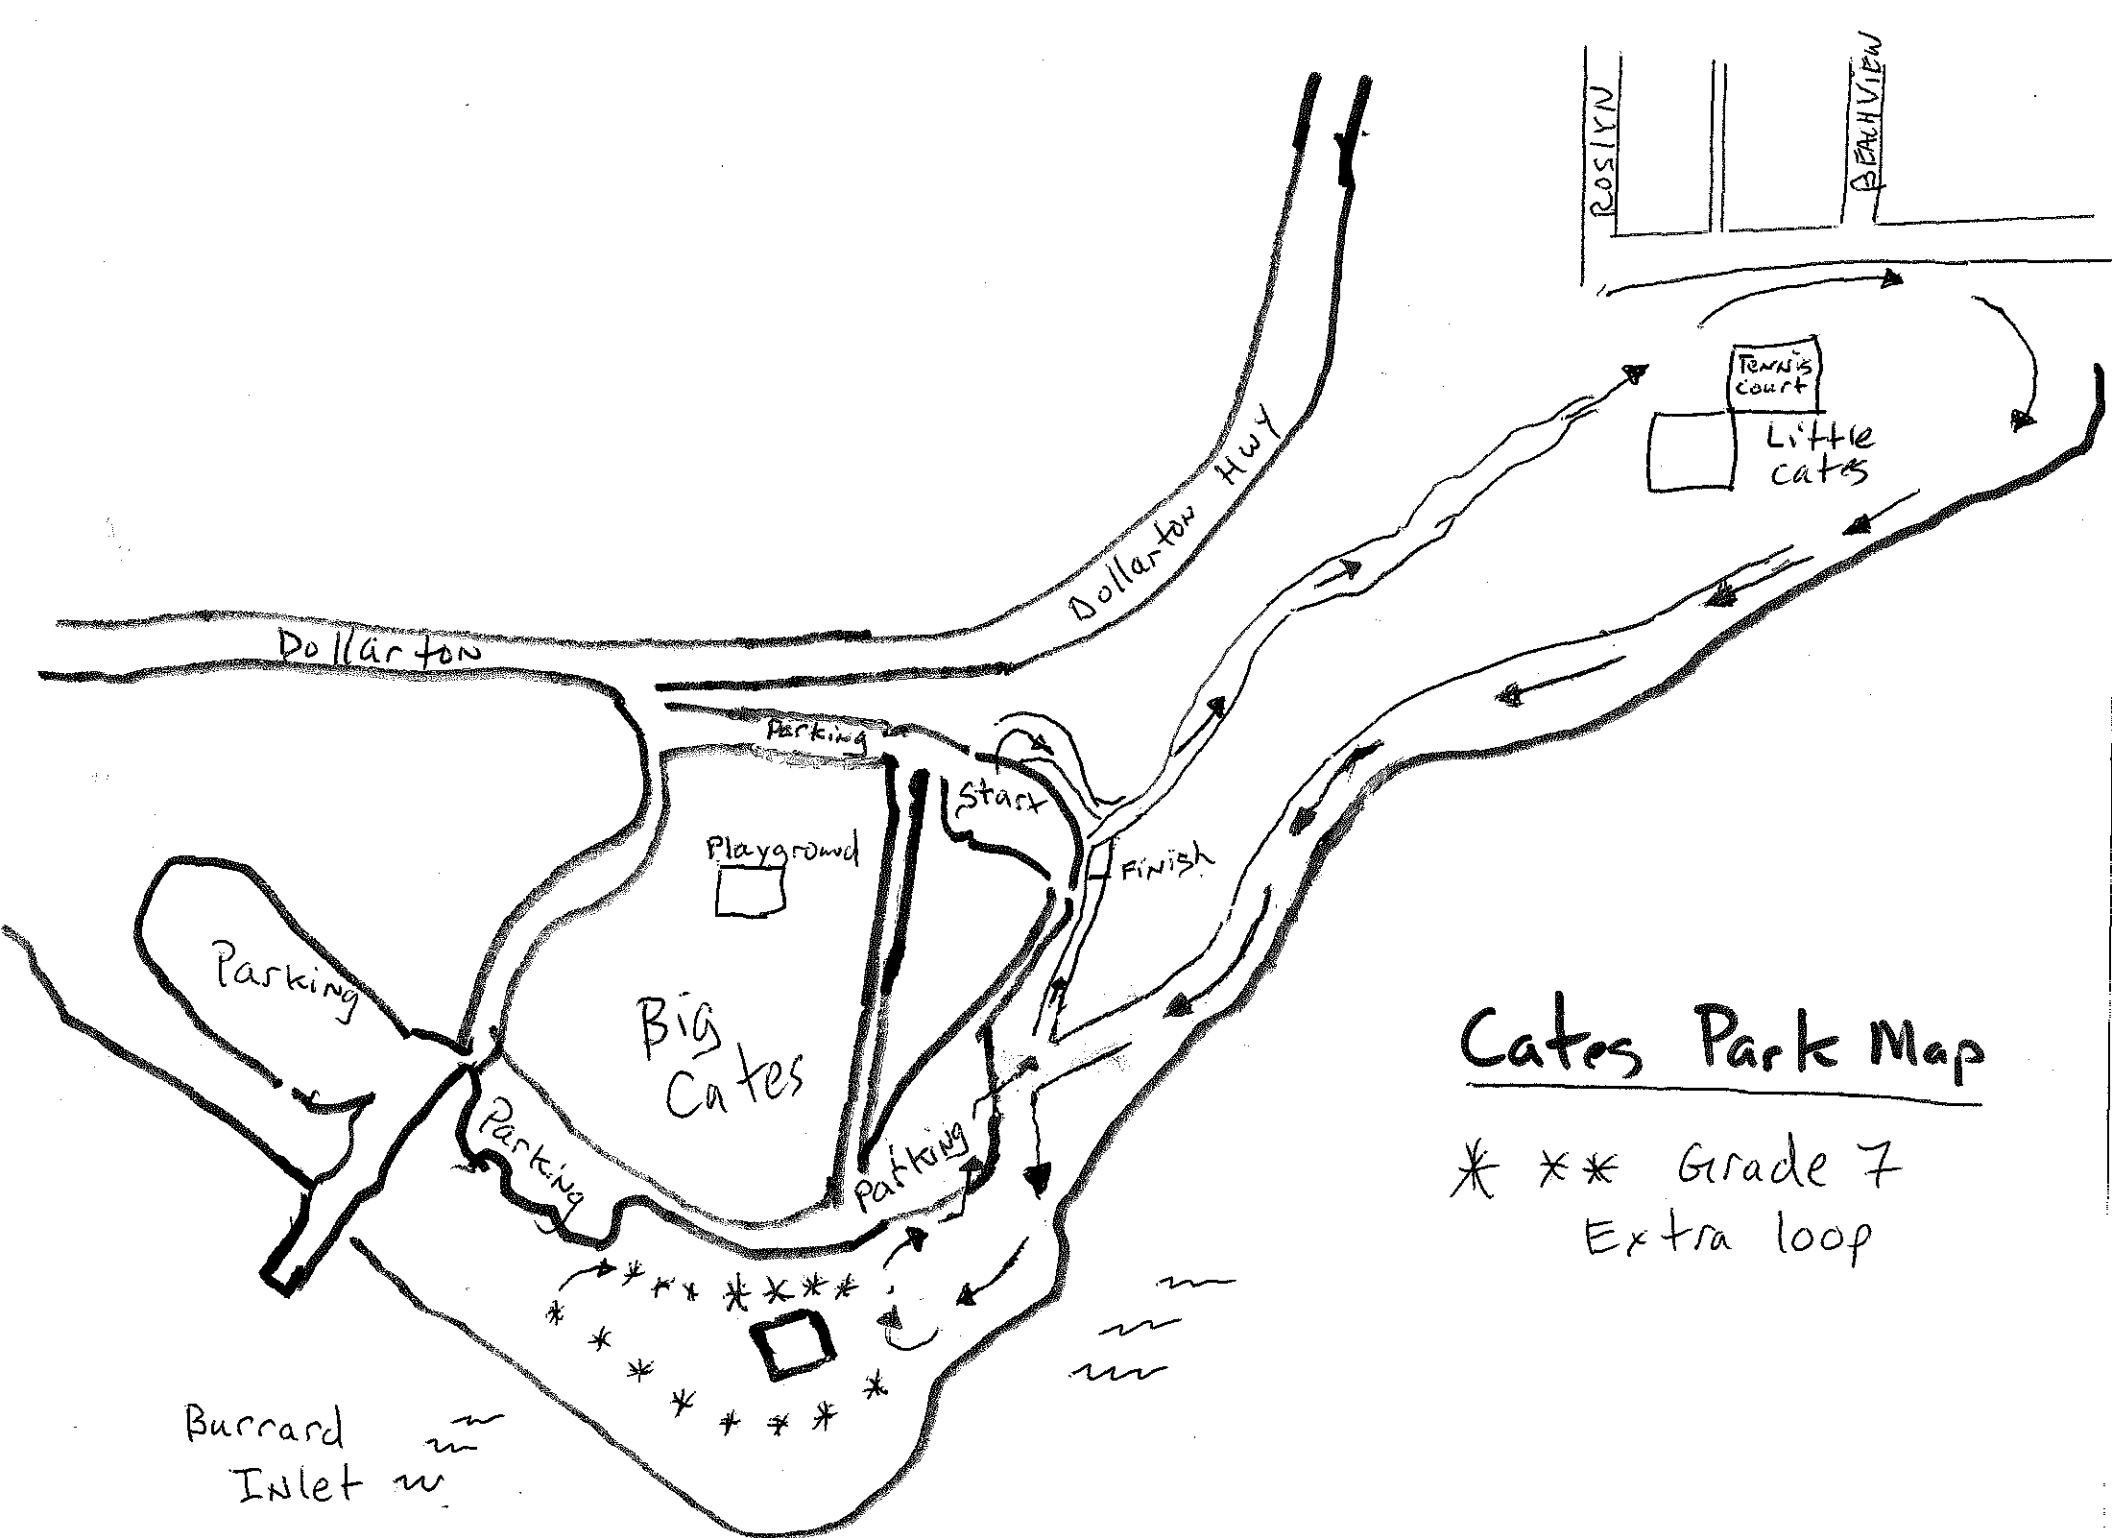 ROSLYN
BEACHVIEW
Tennis
court
Little
cates
Dollarton HWY
Dollarton
Parking
Start
Playground
Finish
Parking
Big
Cates
Parking
Parking
Cates Park Map
* ** Grade 7
Extra loop
Burrard
Inlet